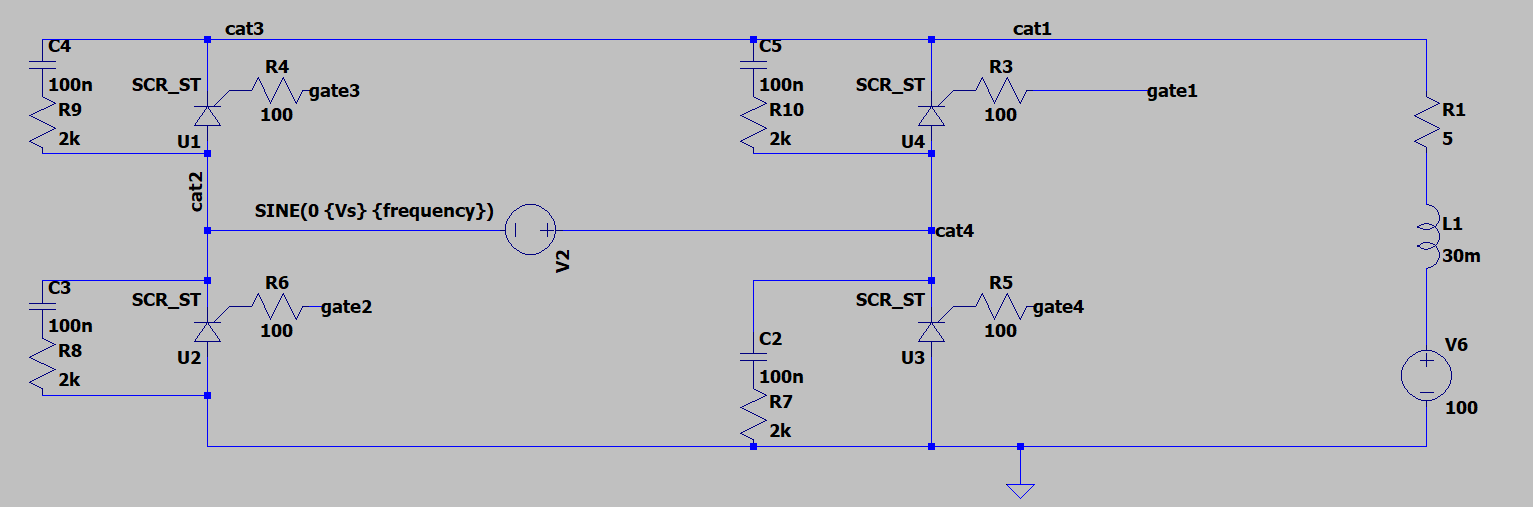 cat3
cat1
C4
100n
R9
2k
SCR_ST
U1
R4
100
gate3
C5
100n
R10
2k
SCR_ST
U4
R3
100
gate1
R1
5
cat2
SINE(0 {Vs} {frequency})
V2
cat4
L1
30m
C3
100n
R8
2k
SCR_ST
U2
R6
100
gate2
C2
100n
R7
2k
SCR_ST
U3
R5
100
gate4
V6
100